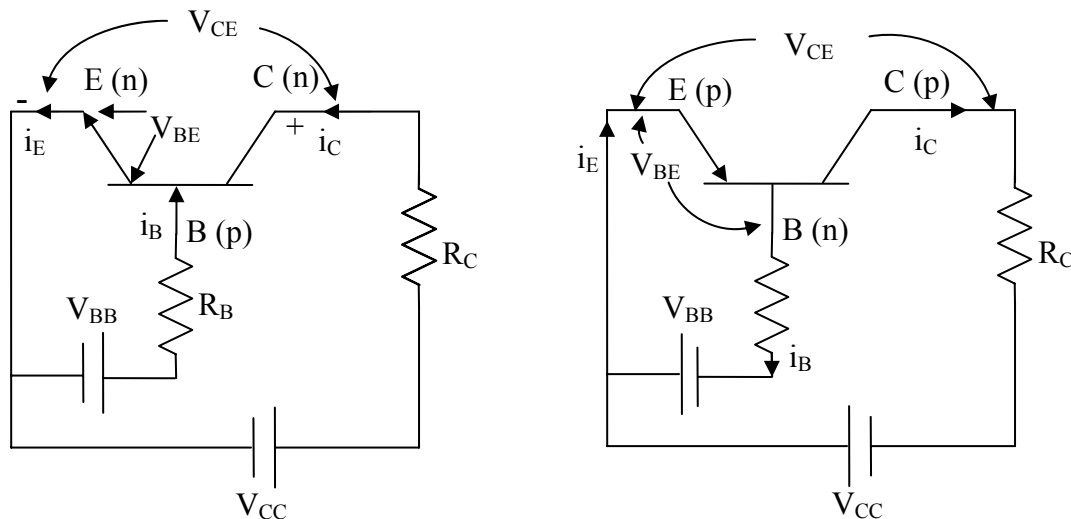 V_CE
E (n)
C (n)
-
+
i_E
V_BE
i_C
i_B
B (p)
R_C
R_B
V_BB
V_CC
V_CE
E (p)
C (p)
i_E
V_BE
i_C
B (n)
R_C
V_BB
i_B
V_CC